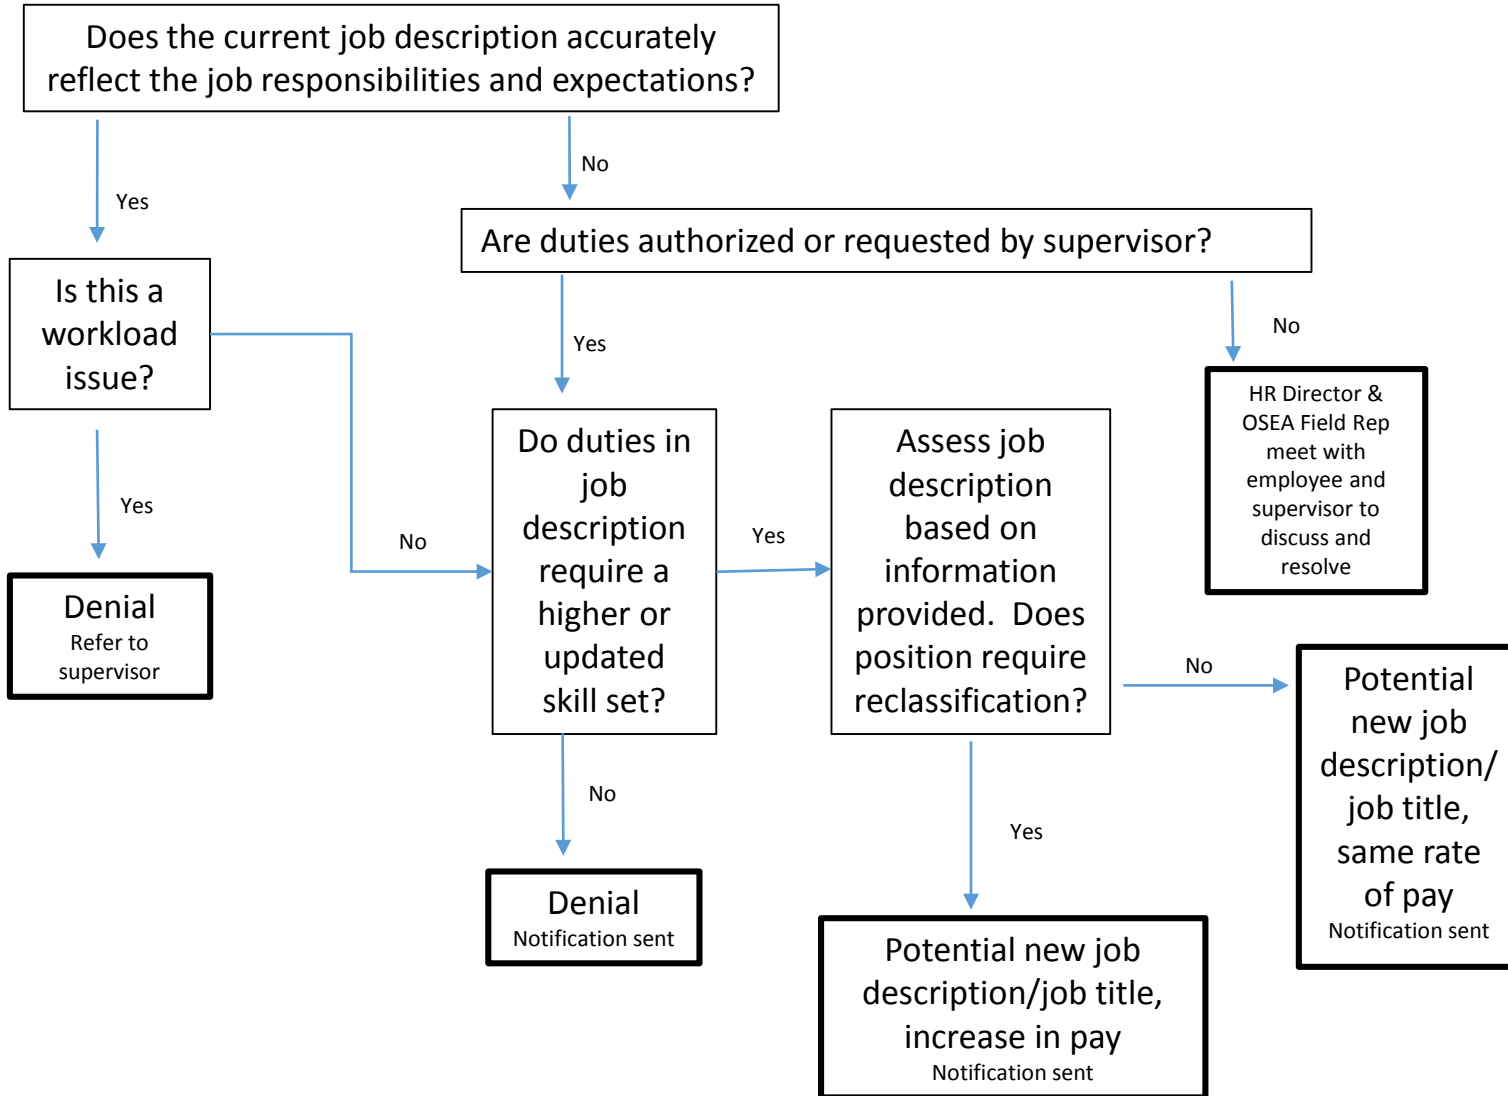 Does the current job description accurately
reflect the job responsibilities and expectations?
No
Yes
Are duties authorized or requested by supervisor?
Is this a
workload
issue?
Yes
No
HR Director &
OSEA Field Rep
meet with
employee and
supervisor to
discuss and
resolve
Do duties in
job
description
require a
higher or
updated
skill set?
Assess job
description
based on
information
provided.  Does
position require
reclassification?
Yes
No
Yes
Denial
Refer to
supervisor
No
Potential
new job
description/
job title,
same rate
of pay
Notification sent
No
Yes
Denial
Notification sent
Potential new job
description/job title,
increase in pay
Notification sent